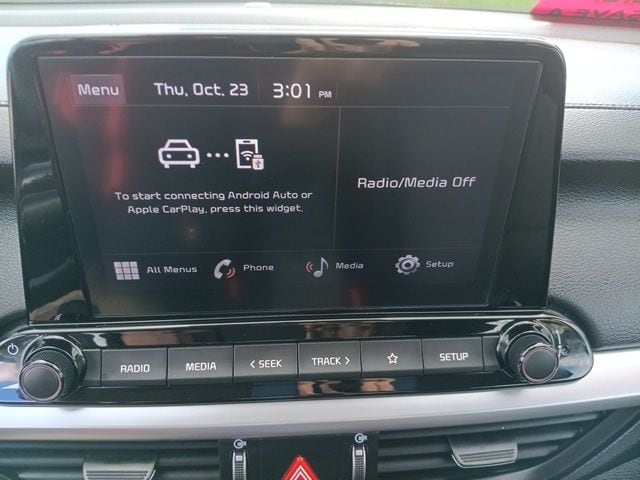 Menu
Thu, Oct. 23
3:01 PM
To start connecting Android Auto or
Apple CarPlay, press this widget.
Radio/Media Off
All Menus
Phone
Media
Setup
RADIO
MEDIA
< SEEK
TRACK >
SETUP